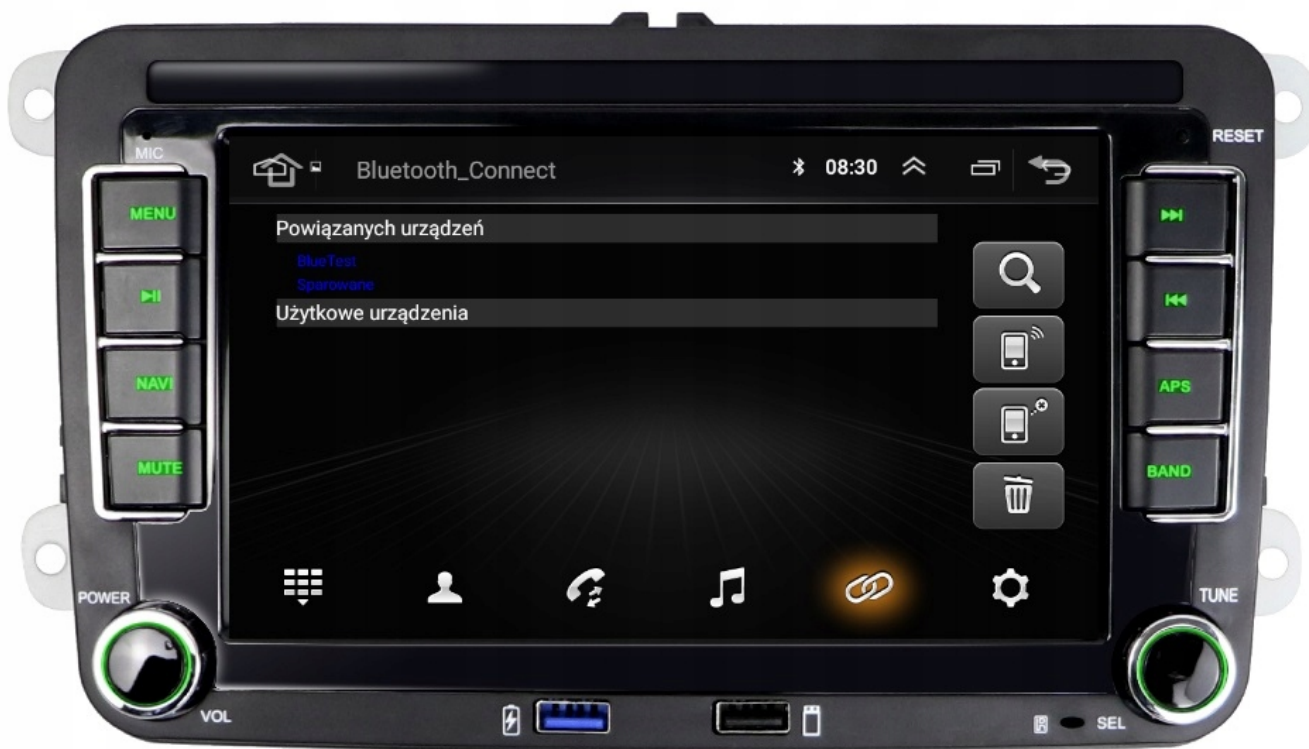 MIC
RESET
MENU
NAVI
MUTE
POWER
VOL
Bluetooth_Connect
08:30
Powiązanych urządzeń
BlueTest
Sparowane
Użytkowe urządzenia
APS
BAND
TUNE
SEL